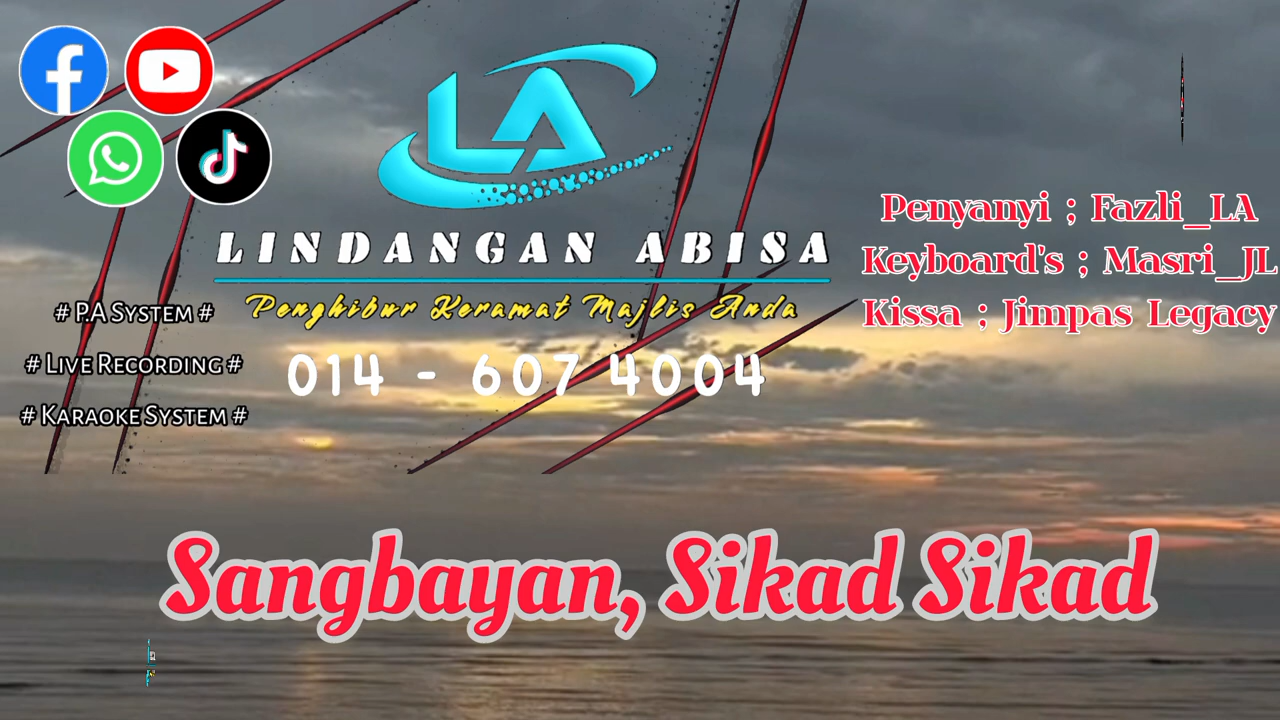 LA
LINDANGAN ABISA
Penghibur Keramat Majlis Anda
014 - 607 4004
# P.A SYSTEM #
# LIVE RECORDING #
# KARAOKE SYSTEM #
Penyanyi ; Fazli_LA
Keyboard's ; Masri_JL
Kissa ; Jimpas Legacy
Sangbayan, Sikad Sikad